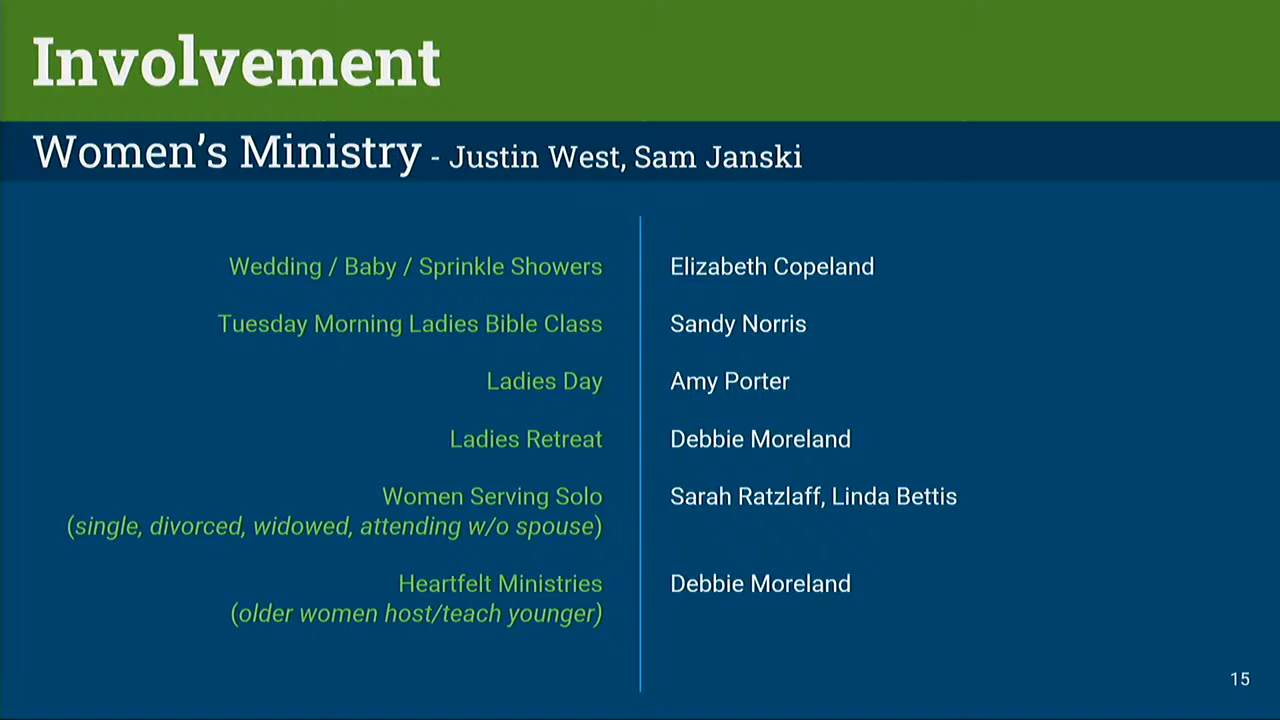 Involvement
Women's Ministry - Justin West, Sam Janski
Wedding / Baby / Sprinkle Showers Elizabeth Copeland
Tuesday Morning Ladies Bible Class Sandy Norris
Ladies Day Amy Porter
Ladies Retreat Debbie Moreland
Women Serving Solo Sarah Ratzlaff, Linda Bettis
(single, divorced, widowed, attending w/o spouse)
Heartfelt Ministries Debbie Moreland
(older women host/teach younger)
15